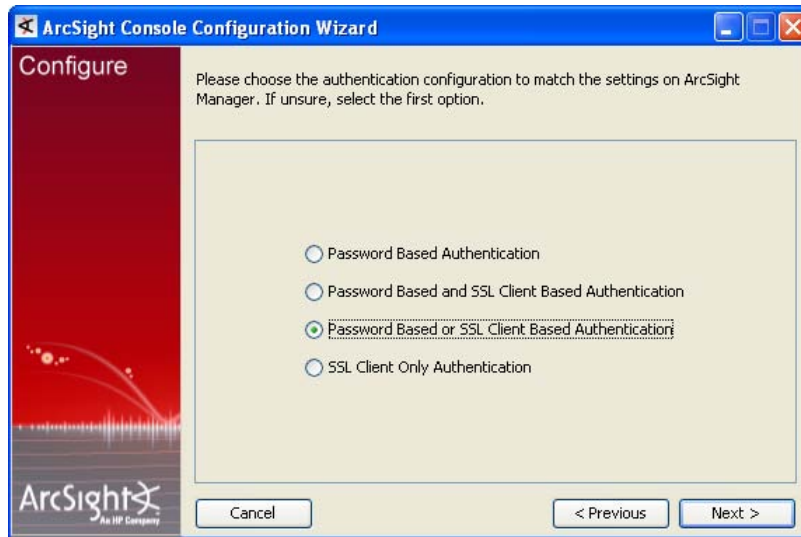 ArcSight Console Configuration Wizard
Configure
Please choose the authentication configuration to match the settings on ArcSight
Manager. If unsure, select the first option.
Password Based Authentication
Password Based and SSL Client Based Authentication
Password Based or SSL Client Based Authentication
SSL Client Only Authentication
ArcSight
An HP Company
Cancel
< Previous
Next >